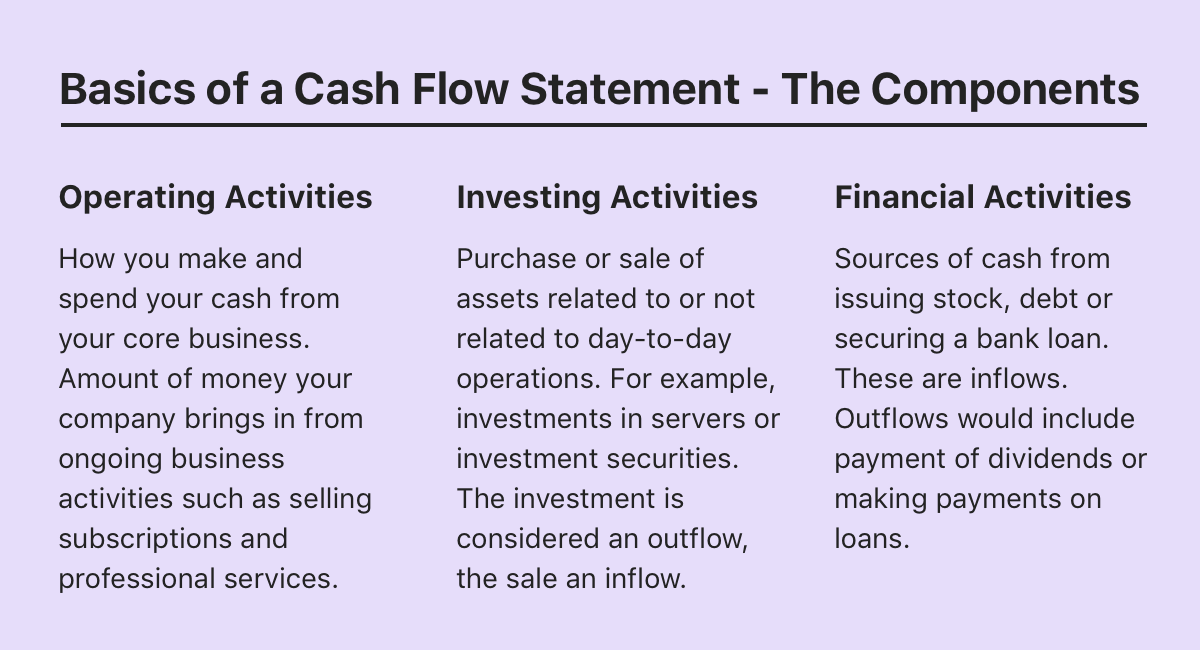 Basics of a Cash Flow Statement - The Components
Operating Activities
How you make and
spend your cash from
your core business.
Amount of money your
company brings in from
ongoing business
activities such as selling
subscriptions and
professional services.
Investing Activities
Purchase or sale of
assets related to or not
related to day-to-day
operations. For example,
investments in servers or
investment securities.
The investment is
considered an outflow,
the sale an inflow.
Financial Activities
Sources of cash from
issuing stock, debt or
securing a bank loan.
These are inflows.
Outflows would include
payment of dividends or
making payments on
loans.